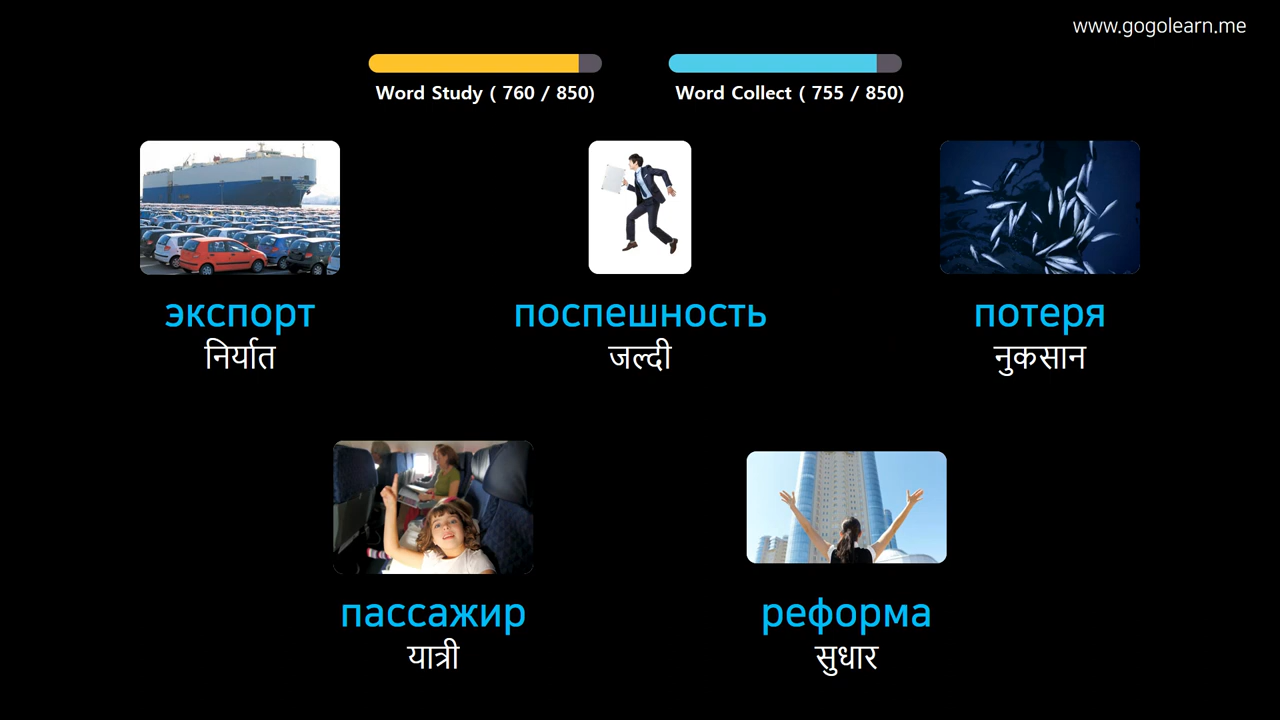 www.gogolearn.me
Word Study ( 760 / 850)
Word Collect ( 755 / 850)
экспорт
निर्यात
поспешность
जल्दी
потеря
नुकसान
пассажир
यात्री
реформа
सुधार